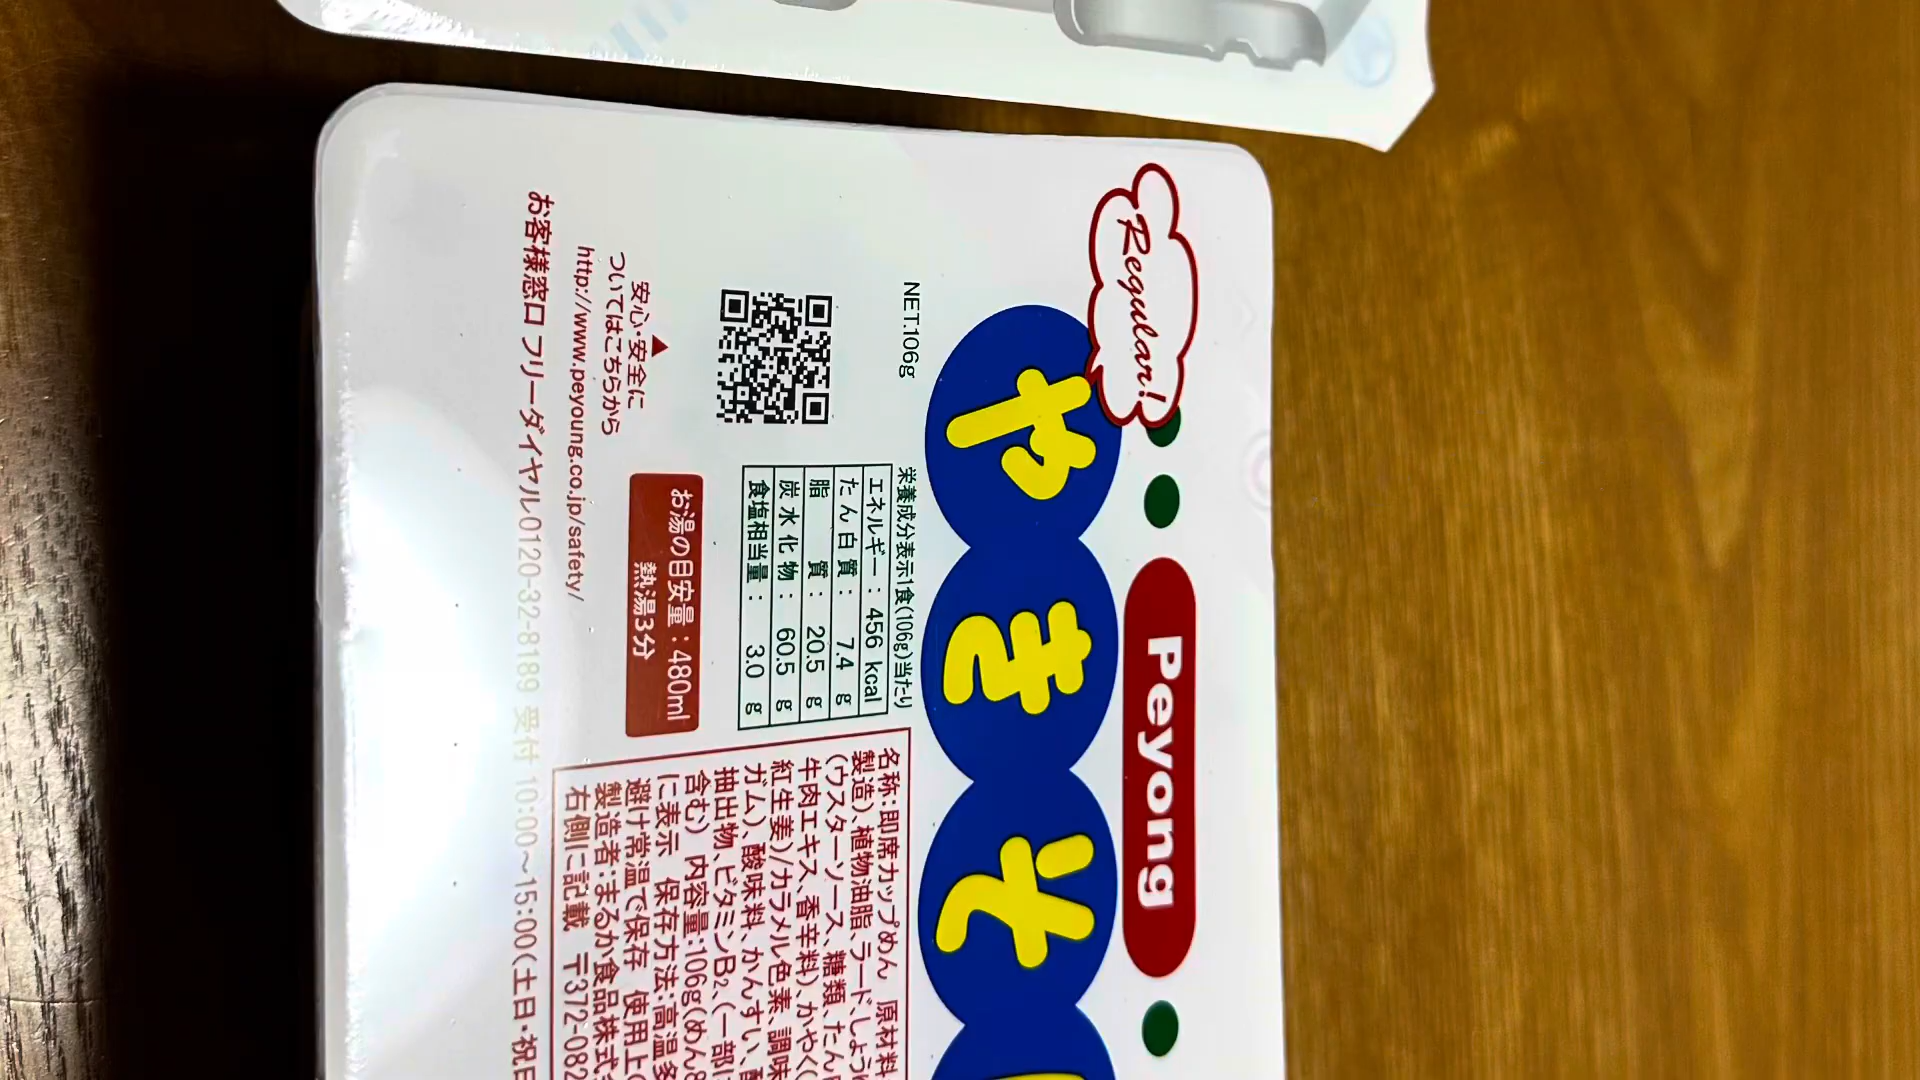 Regular!
Peyong
やきそ
NET.106g
栄養成分表示1食(106g)当たり
エネルギー : 456 kcal
たん白質 : 7.4 g
脂質 : 20.5 g
炭水化物 : 60.5 g
食塩相当量 : 3.0 g
お湯の目安量：480ml
熱湯3分
安心・安全に
ついてはこちらから
http://www.peyoung.co.jp/safety/
お客様窓口 フリーダイヤル0120-32-8189 受付 10:00～15:00(土日・祝日
名称:即席カップめん 原材料
製造)、植物油脂、ラード、しょうゆ
(ウスターソース、糖類、たん
牛肉エキス、香辛料)、かやく(
紅生姜)/カラメル色素、調味
ガム)、酸味料、かんすい、
抽出物、ビタミンB₂、(一部に
含む) 内容量:106g(めん
に表示 保存方法:高温多
避け常温で保存 使用上
製造者:まるか食品株式
右側に記載 〒372-082